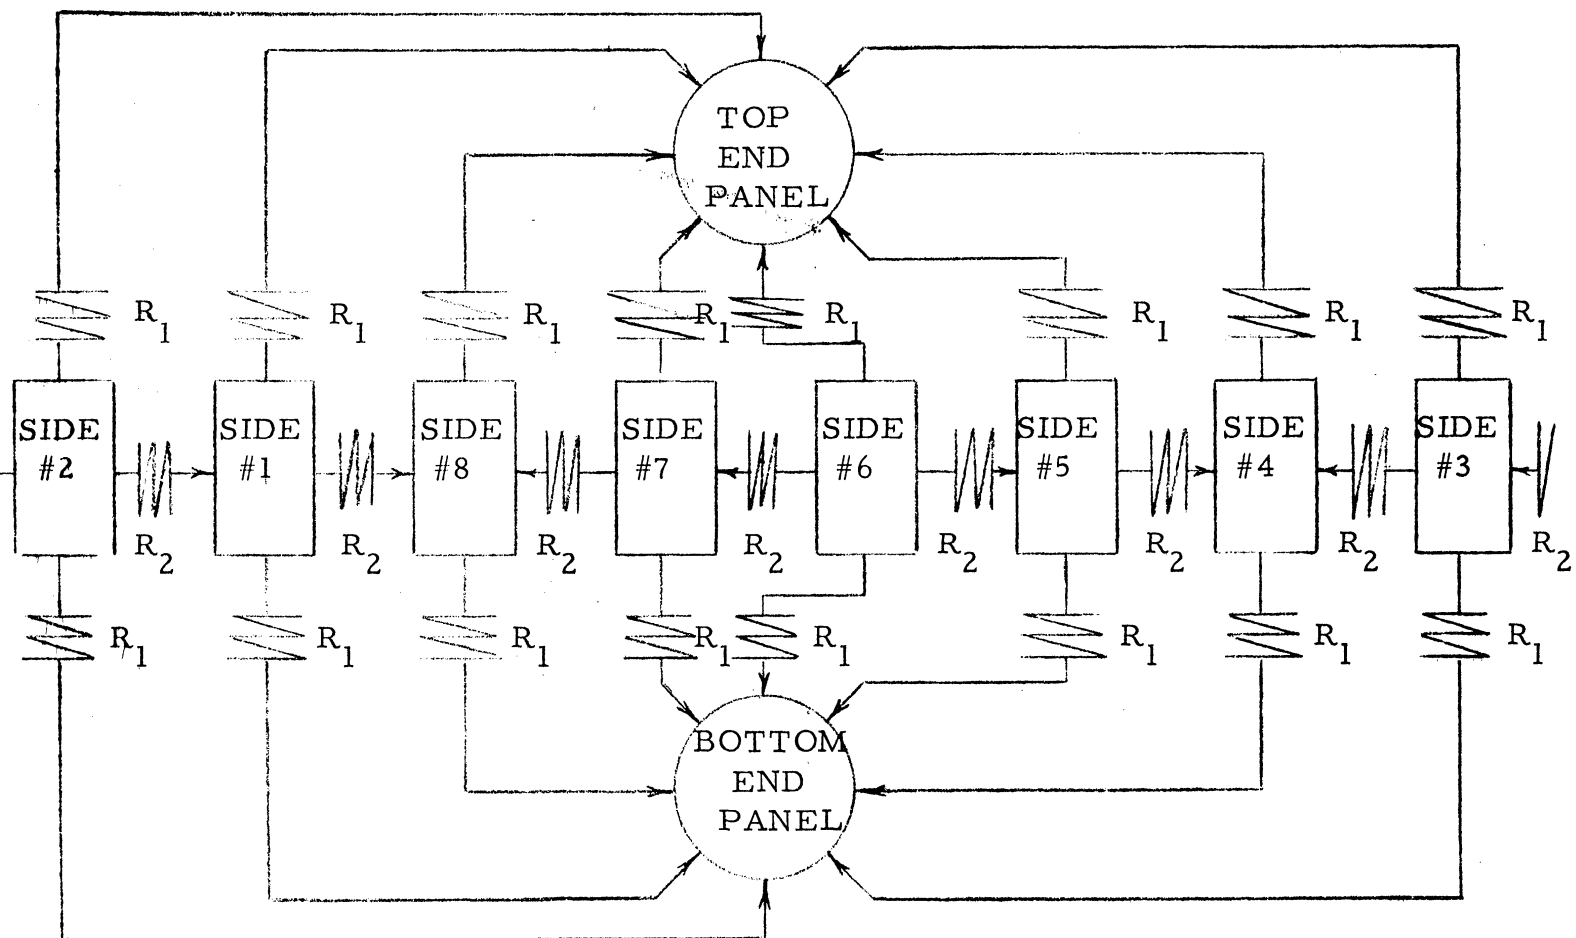 TOP
END
PANEL
R1 R1 R1 R1 R1 R1 R1 R1
SIDE SIDE SIDE SIDE SIDE SIDE SIDE SIDE
#2 #1 #8 #7 #6 #5 #4 #3
R2 R2 R2 R2 R2 R2 R2 R2
R1 R1 R1 R1 R1 R1 R1 R1
BOTTOM
END
PANEL